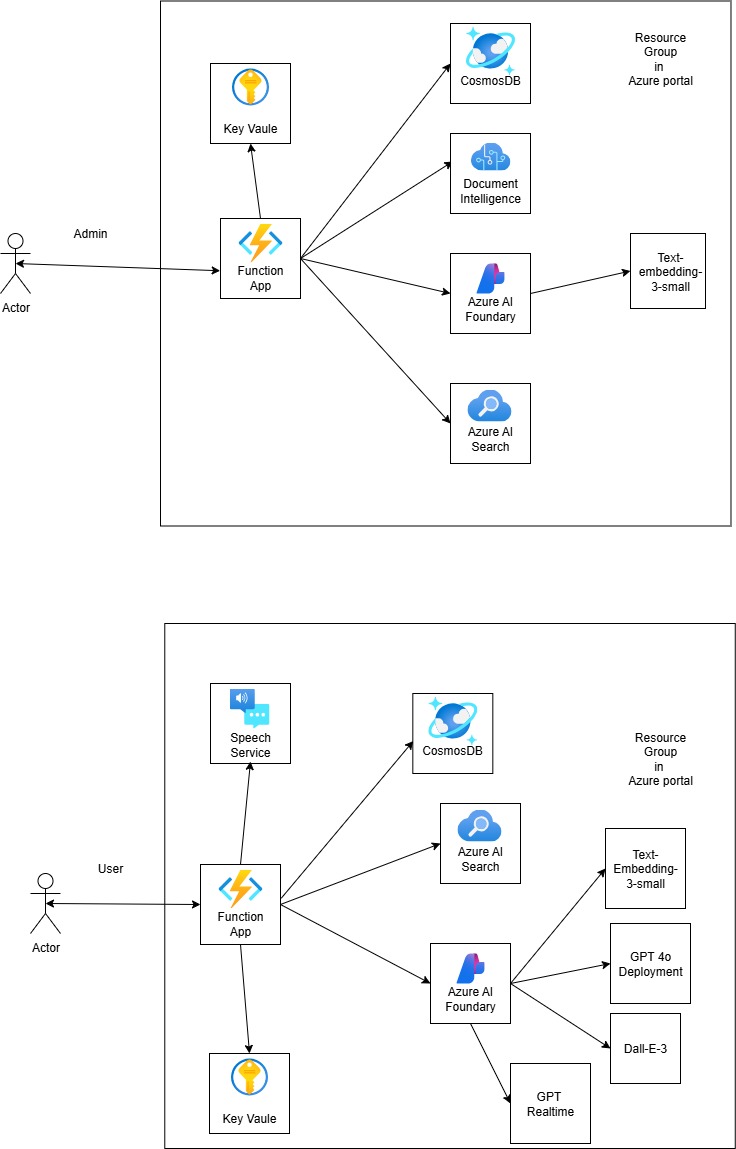 Resource
Group
in
Azure portal
CosmosDB
Key Vaule
Document
Intelligence
Admin
Function
App
Actor
Azure AI
Foundary
Text-
embedding-
3-small
Azure AI
Search
Speech
Service
CosmosDB
Resource
Group
in
Azure portal
Azure AI
Search
User
Function
App
Actor
Text-
Embedding-
3-small
GPT 4o
Deployment
Azure AI
Foundary
Dall-E-3
GPT
Realtime
Key Vaule